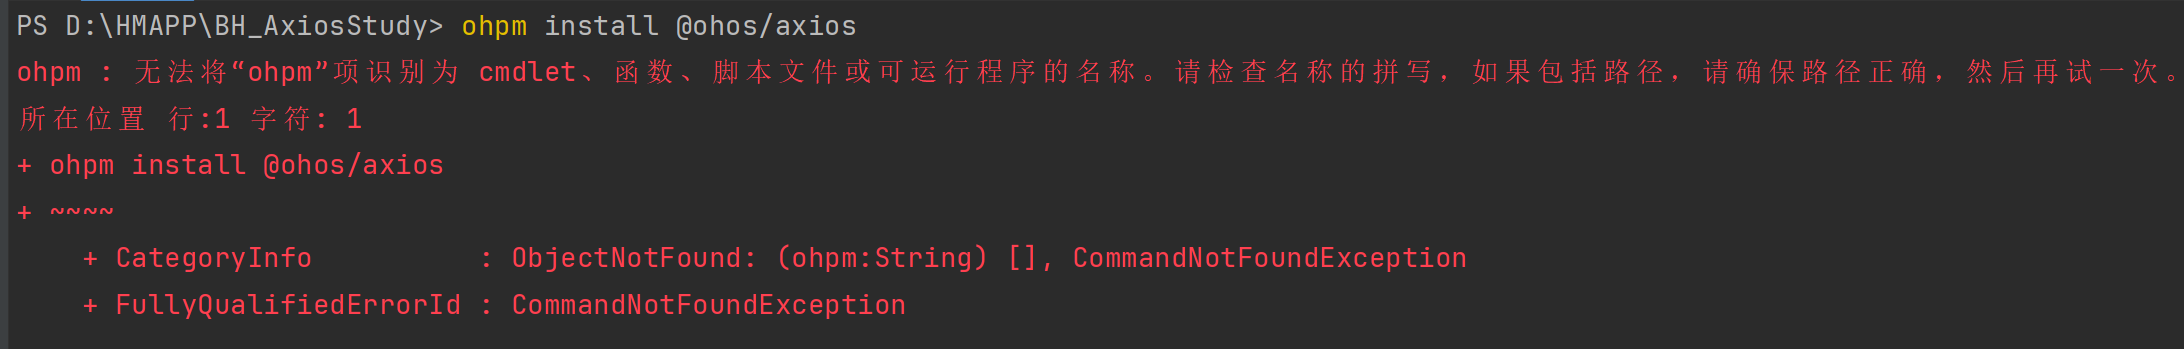 PS D:\HMAPP\BH_AxiosStudy> ohpm install @ohos/axios
ohpm : 无法将“ohpm”项识别为 cmdlet、函数、脚本文件或可运行程序的名称。请检查名称的拼写，如果包括路径，请确保路径正确，然后再试一次。
所在位置 行:1 字符: 1
+ ohpm install @ohos/axios
+ ~~~~
    + CategoryInfo          : ObjectNotFound: (ohpm:String) [], CommandNotFoundException
    + FullyQualifiedErrorId : CommandNotFoundException